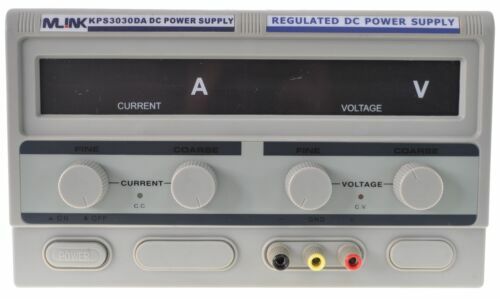 MLINK KPS3030DA DC POWER SUPPLY
REGULATED DC POWER SUPPLY
A
V
CURRENT
VOLTAGE
FINE COARSE
FINE COARSE
CURRENT
VOLTAGE
C.C
C.V
ON OFF
GND
POWER